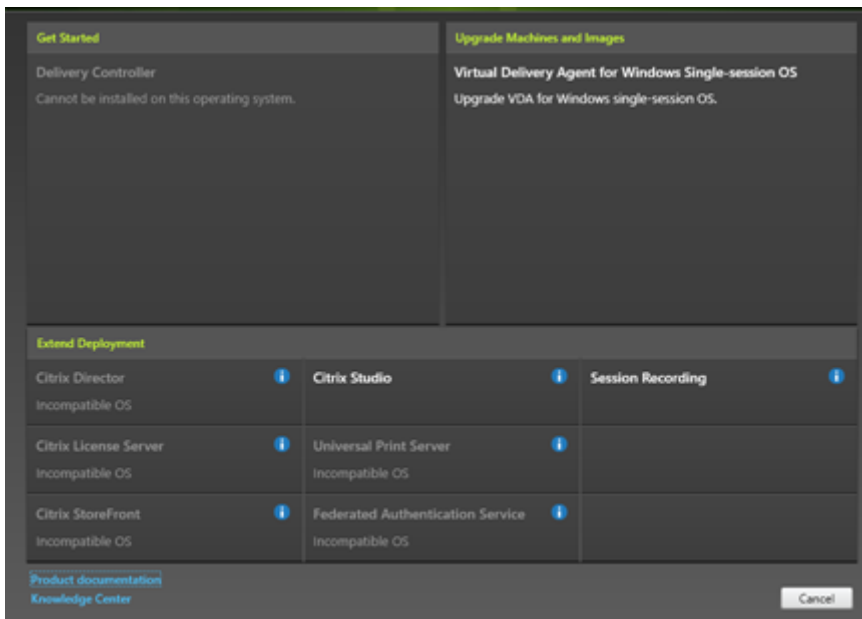 Get Started
Delivery Controller
Cannot be installed on this operating system.
Upgrade Machines and Images
Virtual Delivery Agent for Windows Single-session OS
Upgrade VDA for Windows single-session OS.
Extend Deployment
Citrix Director
Incompatible OS
Citrix Studio
Session Recording
Citrix License Server
Incompatible OS
Universal Print Server
Incompatible OS
Citrix StoreFront
Incompatible OS
Federated Authentication Service
Incompatible OS
Product documentation
Knowledge Center
Cancel